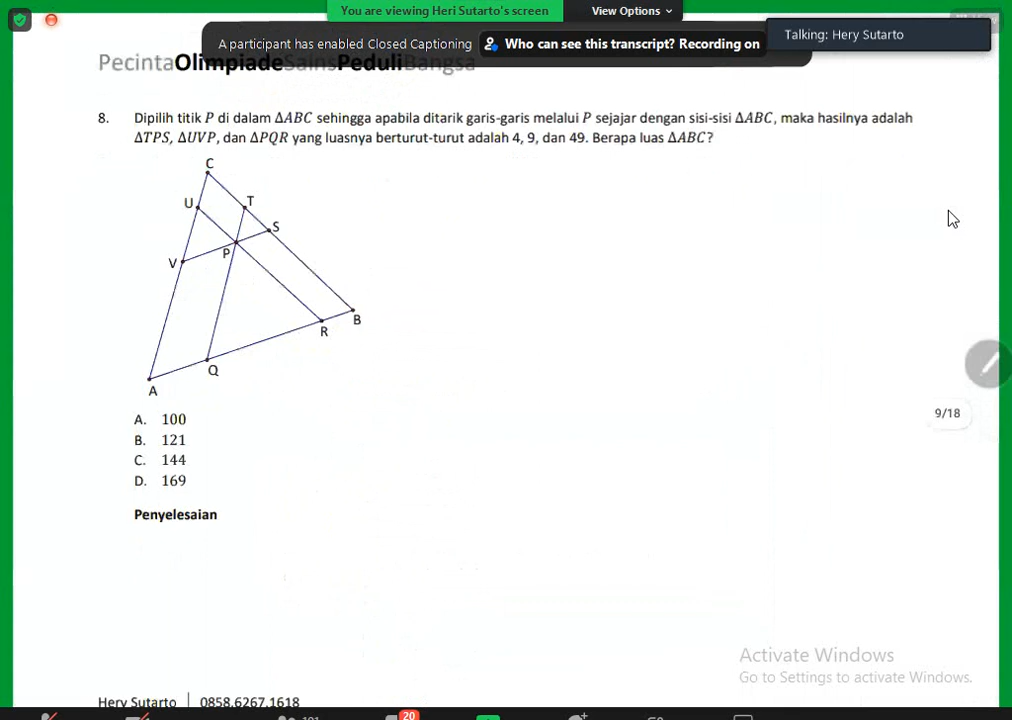 You are viewing Heri Sutarto's screen
View Options
A participant has enabled Closed Captioning
Who can see this transcript? Recording on
Talking: Hery Sutarto
PecintaOlimpiadeSainsPeduliBangsa
8. Dipilih titik P di dalam ΔABC sehingga apabila ditarik garis-garis melalui P sejajar dengan sisi-sisi ΔABC, maka hasilnya adalah
ΔTPS, ΔUVP, dan ΔPQR yang luasnya berturut-turut adalah 4, 9, dan 49. Berapa luas ΔABC?
C
U
T
S
P
V
B
R
Q
A
A. 100
B. 121
C. 144
D. 169
9/18
Penyelesaian
Activate Windows
Go to Settings to activate Windows.
Hery Sutarto | 0858.6267.1618
20